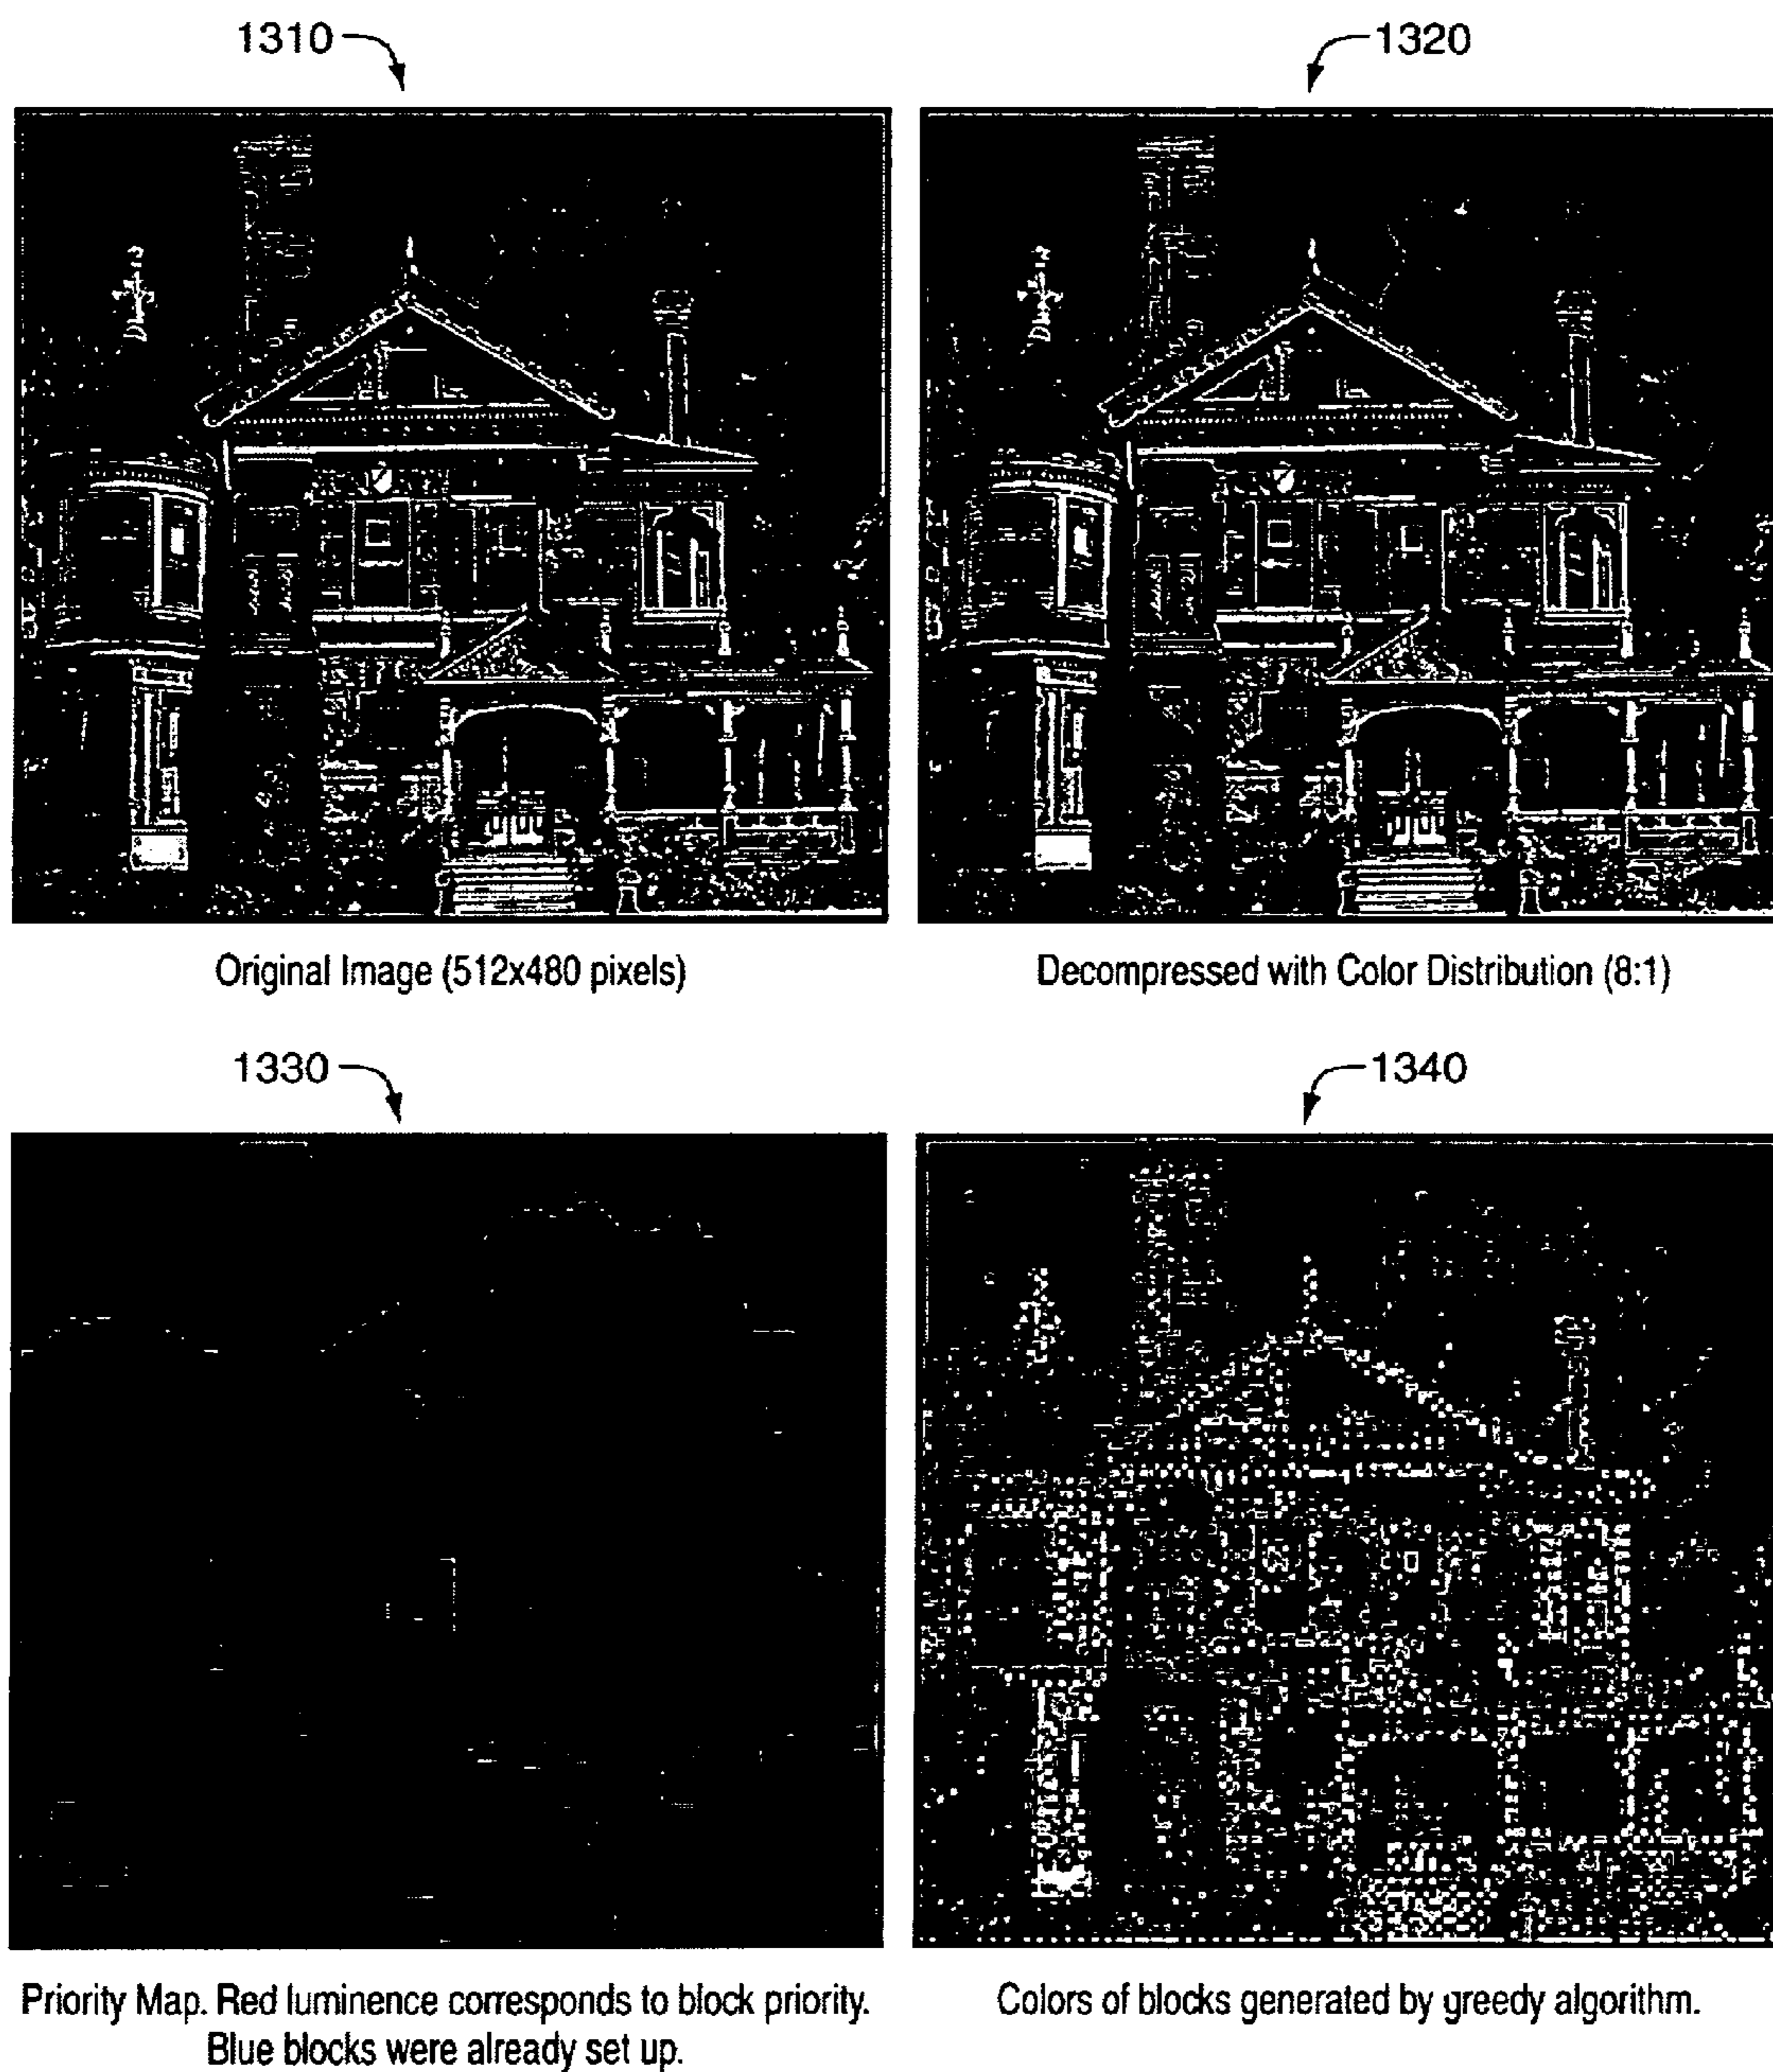 1310
1320
Original Image (512x480 pixels)
Decompressed with Color Distribution (8:1)
1330
1340
Priority Map. Red luminence corresponds to block priority.
Blue blocks were already set up.
Colors of blocks generated by greedy algorithm.